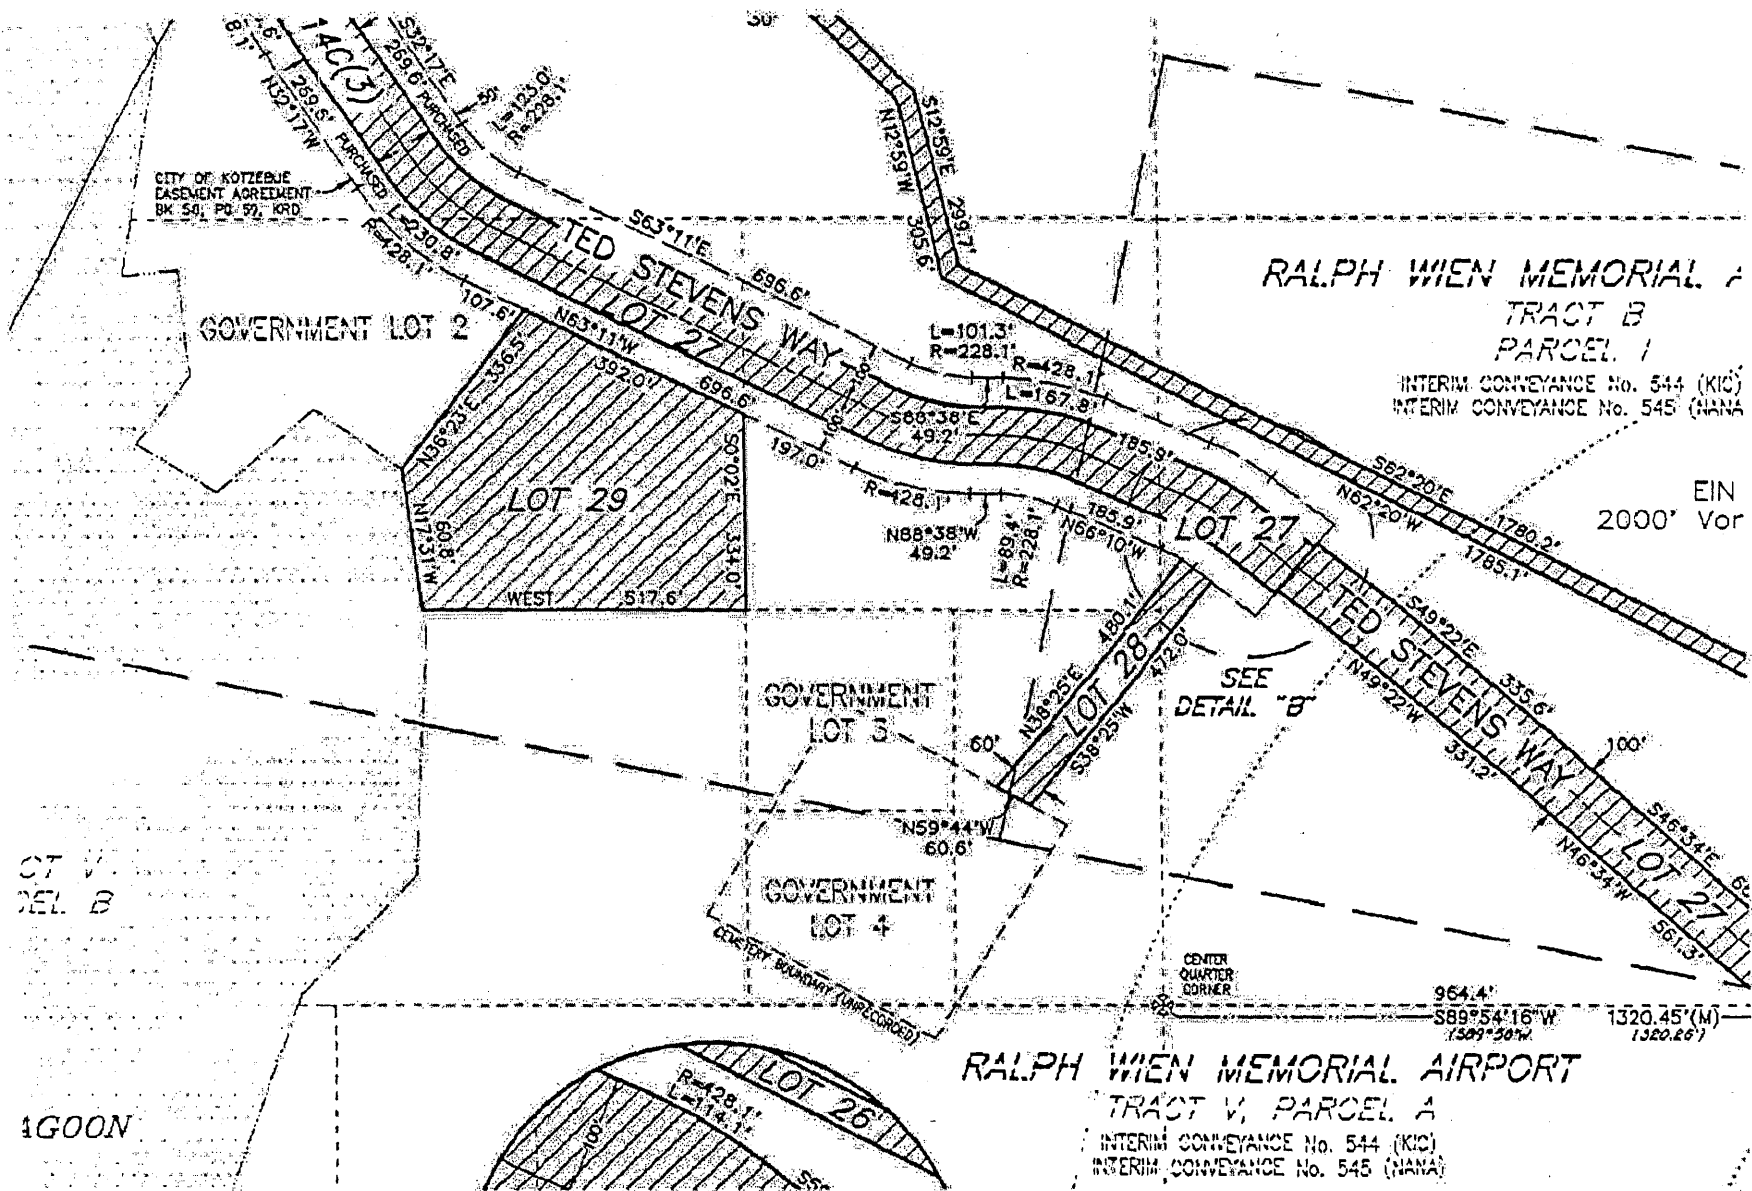 14C(3)
S32°17'E
269.6' PURCHASED
50'
L=123.0'
R=228.1'
8.1'
269.6' PURCHASED
N32°17'W
CITY OF KOTZEBUE
EASEMENT AGREEMENT
BK 50, PG 59, KRD
L=230.8'
R=428.1'
S63°11'E
696.6'
TED STEVENS WAY
LOT 27
107.6'
N63°11'W
392.0'
696.6'
197.0'
GOVERNMENT LOT 2
N36°23'E 336.5'
LOT 29
N17°31'W
60.8'
WEST 517.6'
S0°02'E 334.0'
S12°59'E 299.7'
N12°59'W 305.6'
L=101.3'
R=228.1'
R=428.1'
L=167.8'
100'
100'
S88°38'E
49.2'
185.9'
R=428.1'
N88°38'W
49.2'
L=89.4'
R=228.1'
185.9'
N66°10'W
LOT 27
RALPH WIEN MEMORIAL
TRACT B
PARCEL 1
INTERIM CONVEYANCE No. 544 (KIC)
INTERIM CONVEYANCE No. 545 (NANA
EIN
2000' Vor
S62°20'E 1780.2'
N62°20'W 1785.1'
480.1'
N38°25'E
LOT 28
472.0'
S38°25'W
60'
SEE
DETAIL "B"
TED STEVENS WAY
S49°22'E 335.6'
N49°22'W 331.2'
100'
S46°34'E
N46°34'W 561.3'
LOT 27
GOVERNMENT
LOT 3
N59°44'W
60.6'
GOVERNMENT
LOT 4
CEMETERY BOUNDARY (UNRECORDED)
CENTER
QUARTER
CORNER
964.4'
S89°54'16"W 1320.45'(M)
(1320.26')
RALPH WIEN MEMORIAL AIRPORT
TRACT V, PARCEL A
INTERIM CONVEYANCE No. 544 (KIC)
INTERIM CONVEYANCE No. 545 (NANA)
CT V
CEL B
AGOON
LOT 26
R=428.1'
L=114.1'
100'